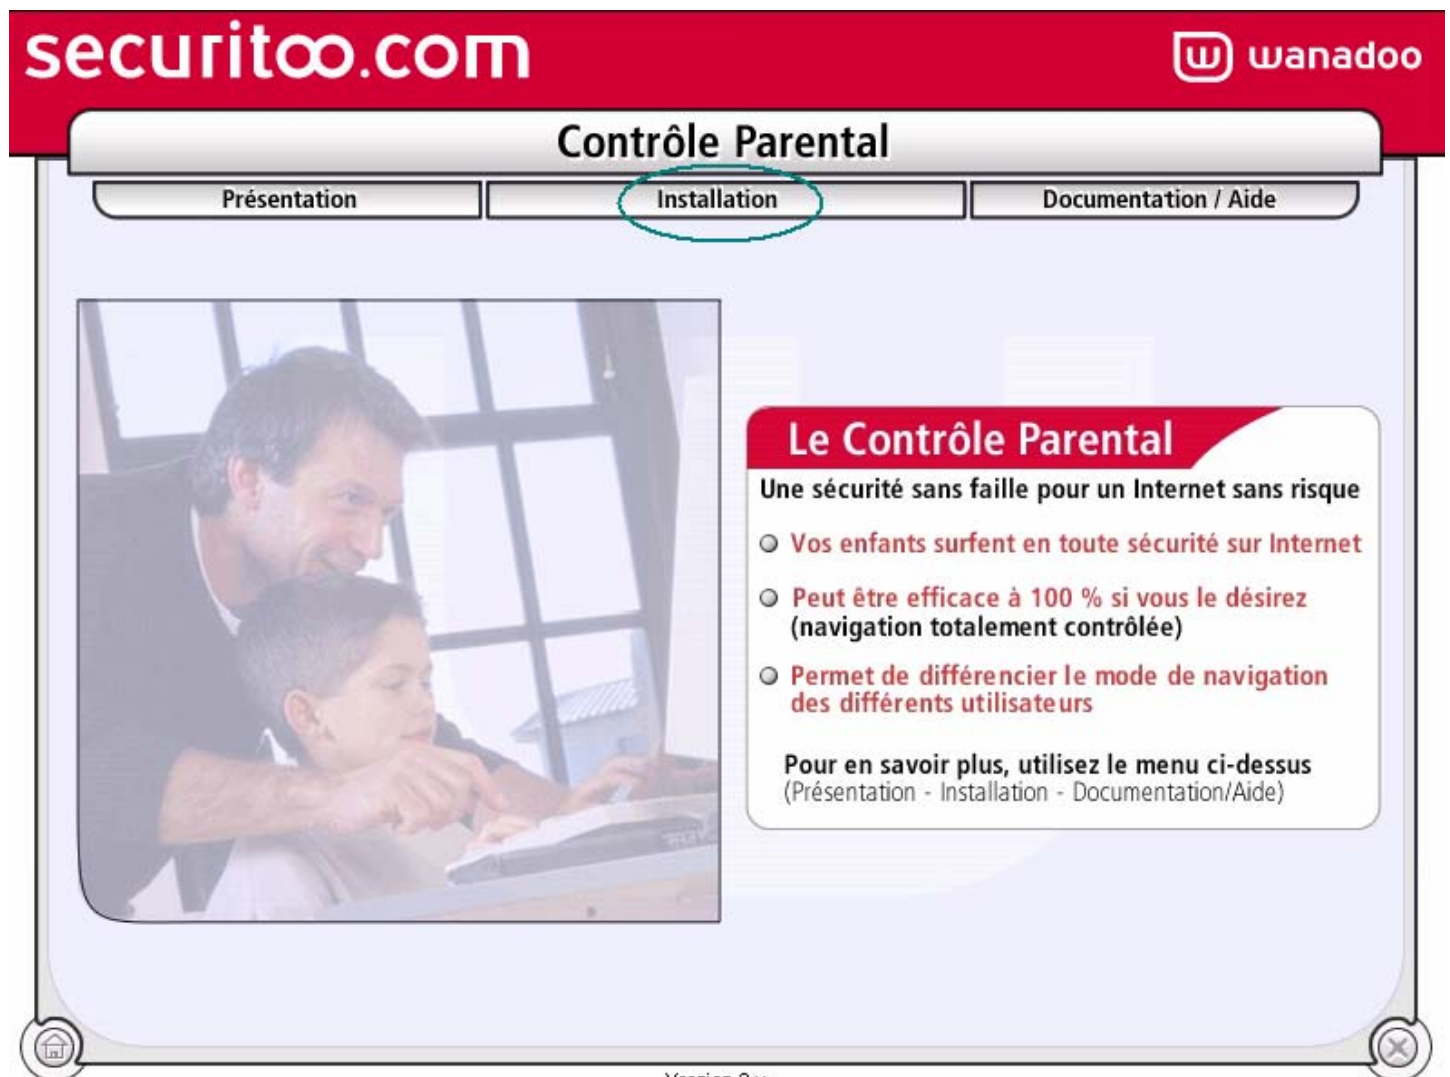 securitoo.com
wanadoo
Contrôle Parental
Présentation
Installation
Documentation / Aide
Le Contrôle Parental
Une sécurité sans faille pour un Internet sans risque
Vos enfants surfent en toute sécurité sur Internet
Peut être efficace à 100 % si vous le désirez
(navigation totalement contrôlée)
Permet de différencier le mode de navigation
des différents utilisateurs
Pour en savoir plus, utilisez le menu ci-dessus
(Présentation - Installation - Documentation/Aide)